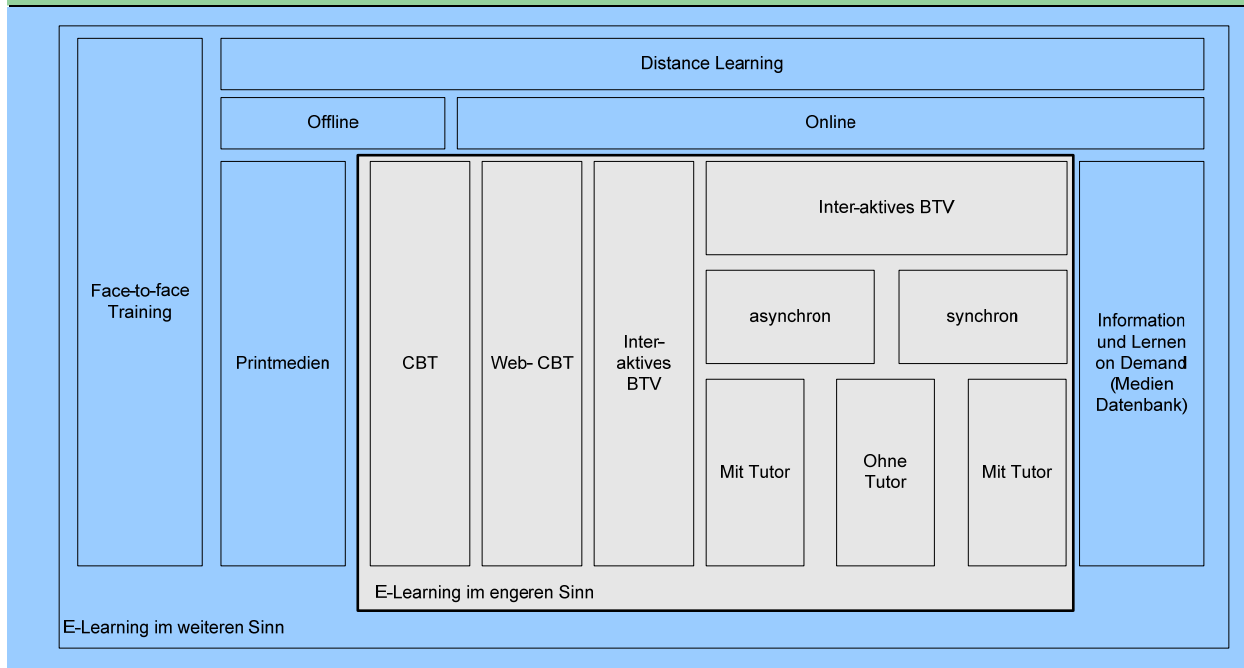 Distance Learning
Offline
Online
Face-to-face
Training
Printmedien
CBT
Web- CBT
Inter-
aktives
BTV
Inter-aktives BTV
asynchron
synchron
Mit Tutor
Ohne
Tutor
Mit Tutor
Information
und Lernen
on Demand
(Medien
Datenbank)
E-Learning im engeren Sinn
E-Learning im weiteren Sinn